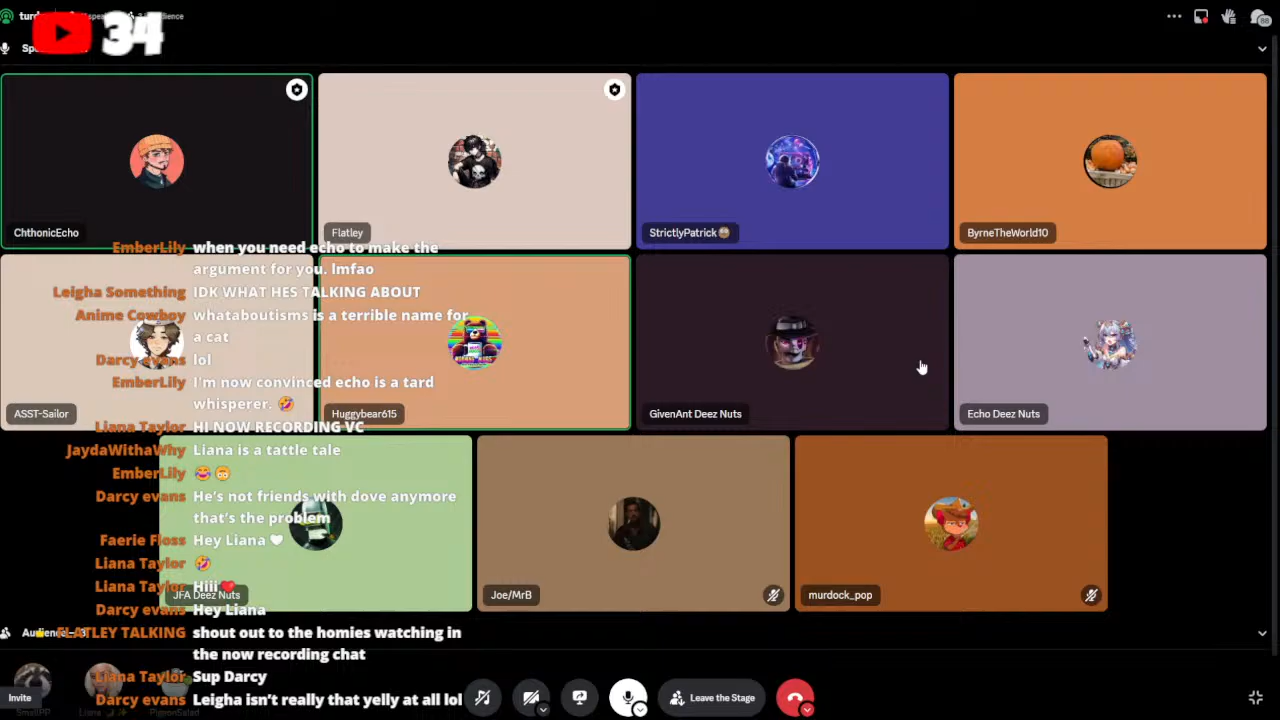 34
ChthonicEcho
Flatley
StrictlyPatrick
ByrneTheWorld10
EmberLily when you need echo to make the
argument for you. lmfao
Leigha Something IDK WHAT HES TALKING ABOUT
Anime Cowboy whataboutisms is a terrible name for
a cat
Darcy evans lol
EmberLily I'm now convinced echo is a tard
whisperer. 🤣
ASST-Sailor
Huggybear615
GivenAnt Deez Nuts
Echo Deez Nuts
Liana Taylor HI NOW RECORDING VC
JaydaWithaWhy Liana is a tattle tale
EmberLily 😂 😳
Darcy evans He's not friends with dove anymore
that's the problem
Faerie Floss Hey Liana ♥
Liana Taylor 🤣
Liana Taylor Hiii❤️
JFA Deez Nuts
Joe/MrB
murdock_pop
Darcy evans Hey Liana
FLATLEY TALKING shout out to the homies watching in
the now recording chat
Liana Taylor Sup Darcy
Darcy evans Leigha isn't really that yelly at all lol
Invite
Leave the Stage